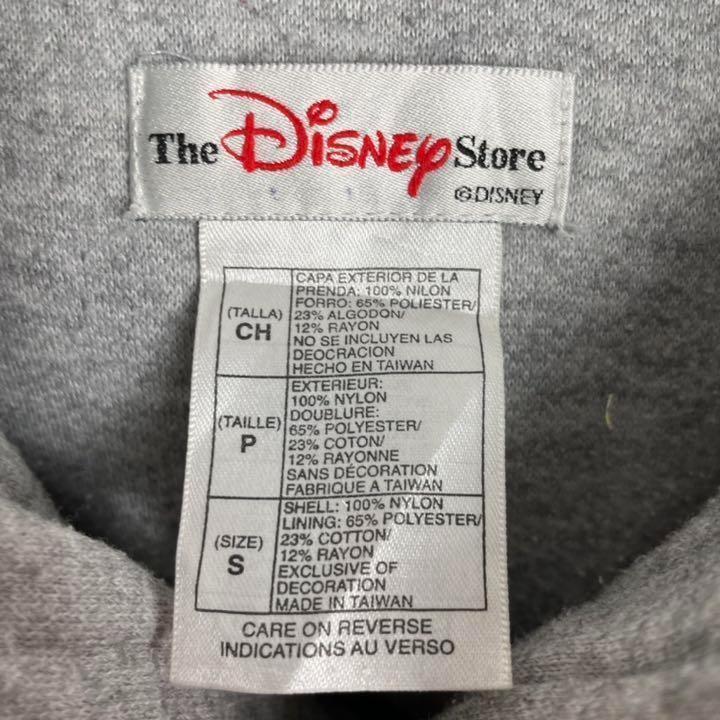 The Disney Store
©DISNEY
(TALLA)
CH
CAPA EXTERIOR DE LA
PRENDA: 100% NILON
FORRO: 65% POLIESTER/
23% ALGODON/
12% RAYON
NO SE INCLUYEN LAS
DEOCRACION
HECHO EN TAIWAN
(TAILLE)
P
EXTERIEUR:
100% NYLON
DOUBLURE:
65% POLYESTER/
23% COTON/
12% RAYONNE
SANS DÉCORATION
FABRIQUE A TAIWAN
(SIZE)
S
SHELL: 100% NYLON
LINING: 65% POLYESTER/
23% COTTON/
12% RAYON
EXCLUSIVE OF
DECORATION
MADE IN TAIWAN
CARE ON REVERSE
INDICATIONS AU VERSO